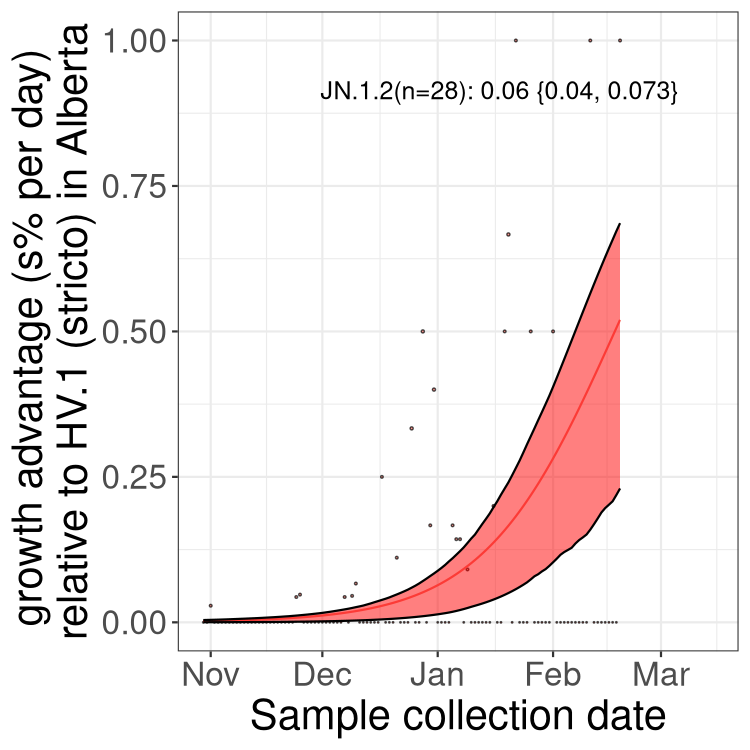 growth advantage (s% per day)
relative to HV.1 (stricto) in Alberta
1.00
0.75
0.50
0.25
0.00
JN.1.2(n=28): 0.06 {0.04, 0.073}
Nov Dec Jan Feb Mar
Sample collection date